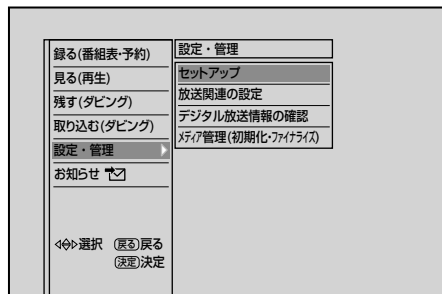 録る(番組表･予約)
見る(再生)
残す(ダビング)
取り込む(ダビング)
設定・管理
お知らせ
選択 戻る 戻る
決定 決定
設定・管理
セットアップ
放送関連の設定
デジタル放送情報の確認
ﾒﾃﾞｨｱ管理(初期化･ﾌｧｲﾅﾗｲｽﾞ)